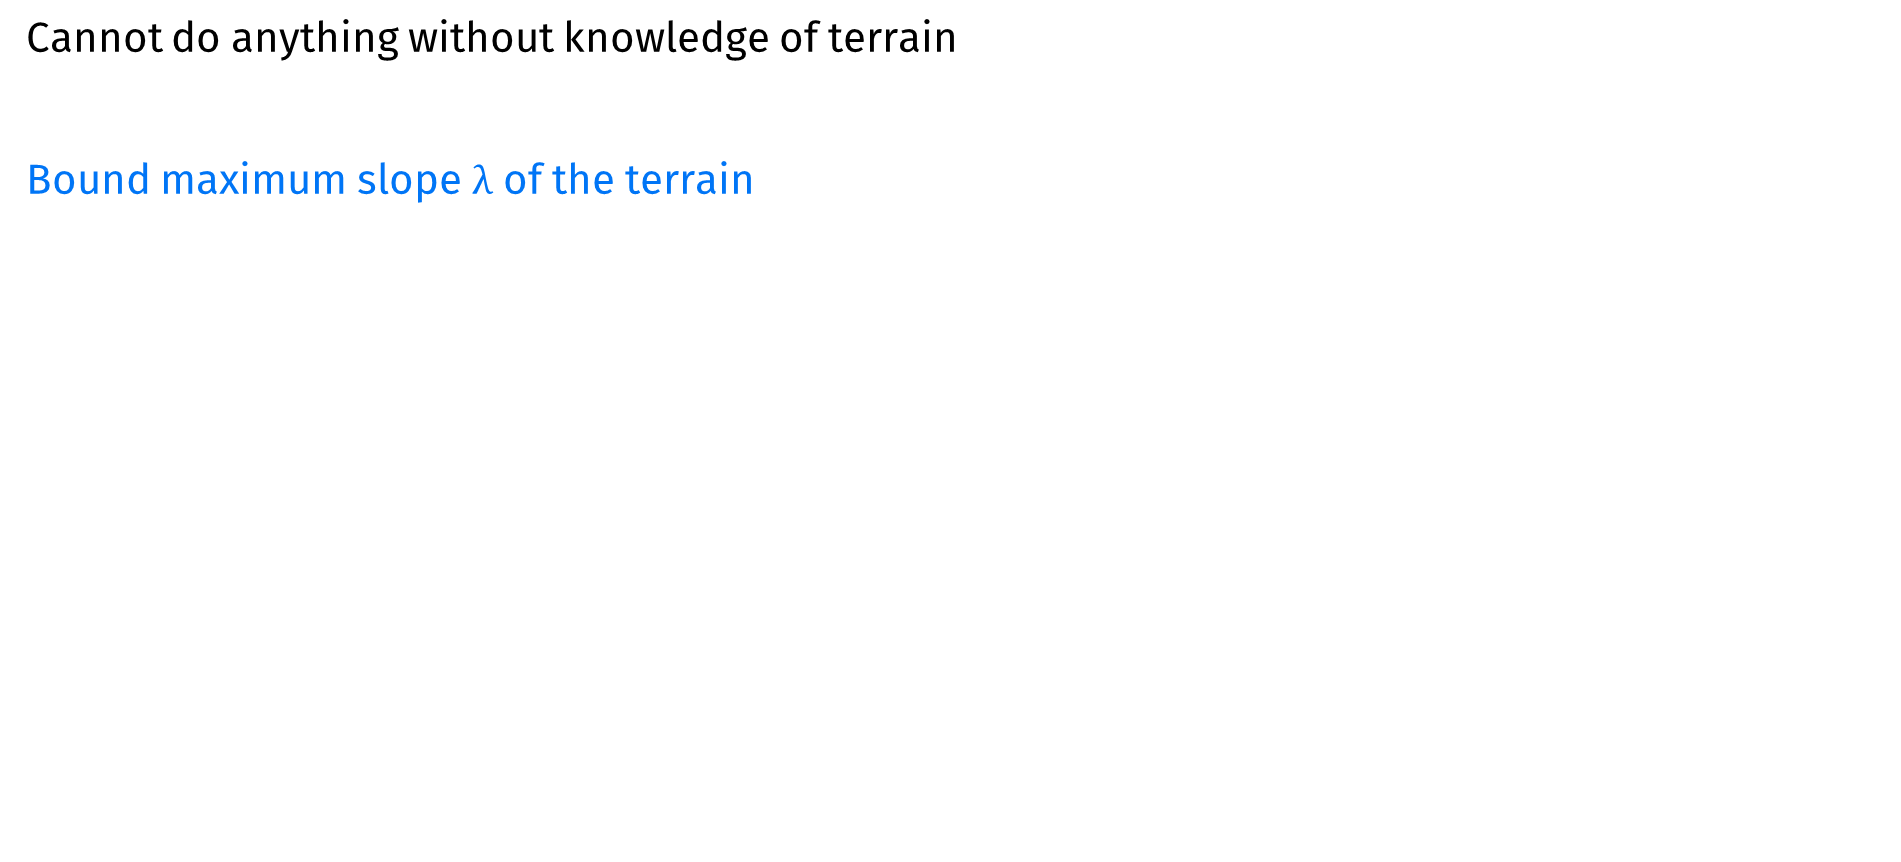 Cannot do anything without knowledge of terrain
Bound maximum slope λ of the terrain